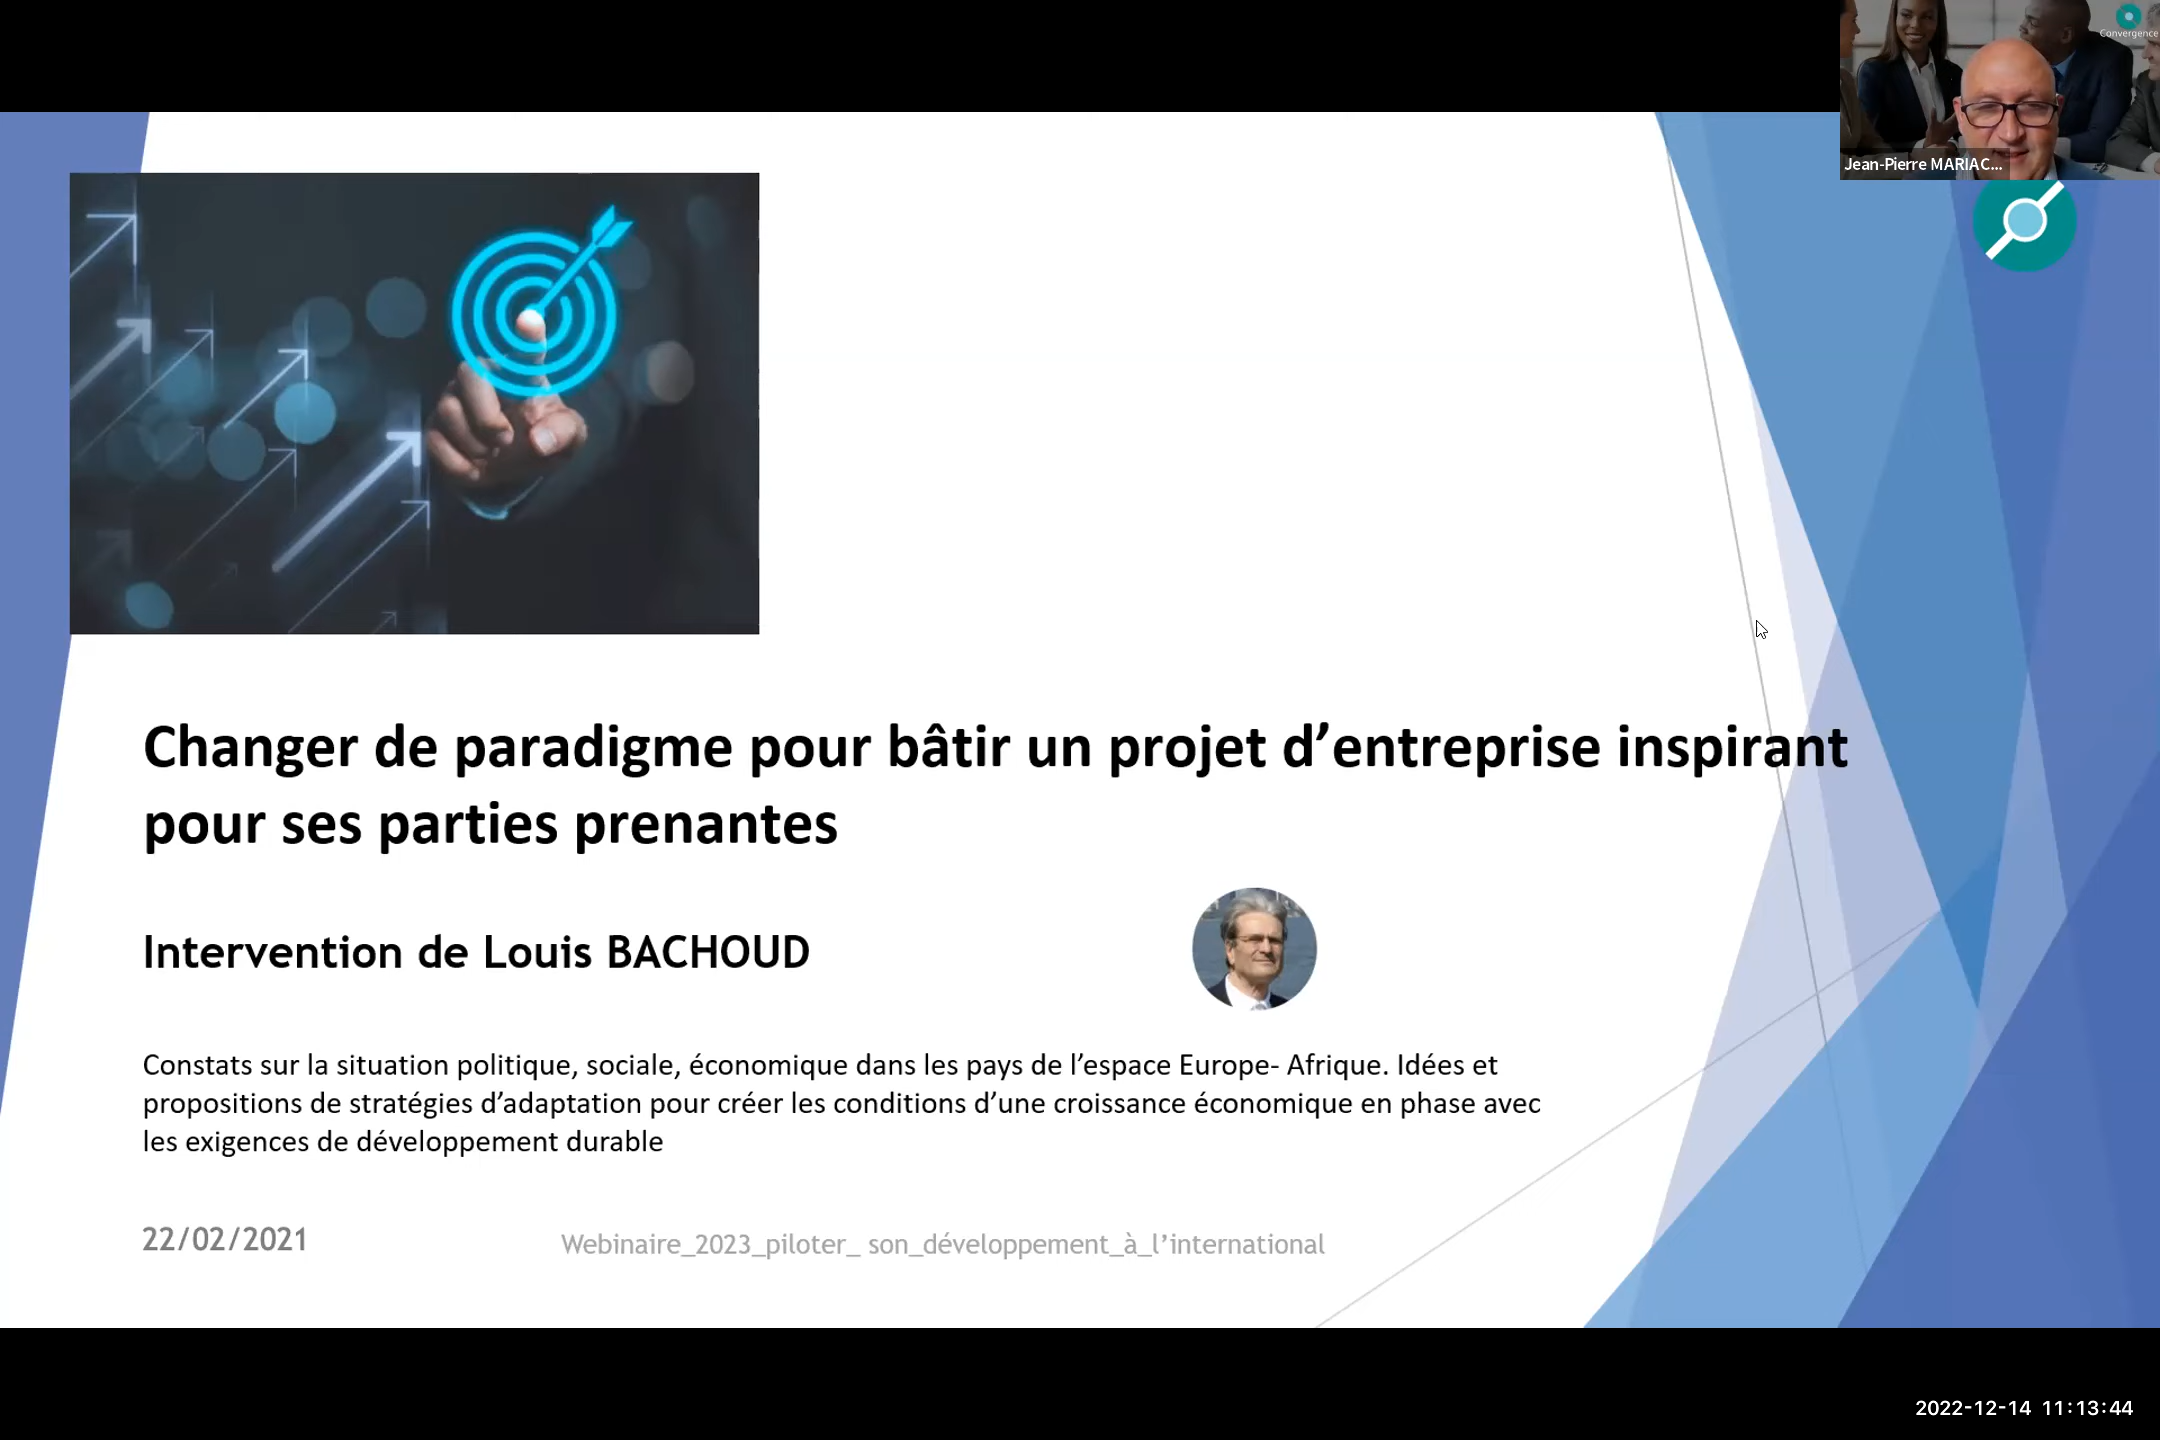 Convergence
Jean-Pierre MARIAC...
Changer de paradigme pour bâtir un projet d’entreprise inspirant
pour ses parties prenantes
Intervention de Louis BACHOUD
Constats sur la situation politique, sociale, économique dans les pays de l’espace Europe- Afrique. Idées et
propositions de stratégies d’adaptation pour créer les conditions d’une croissance économique en phase avec
les exigences de développement durable
22/02/2021
Webinaire_2023_piloter_ son_développement_à_l’international
2022-12-14 11:13:44